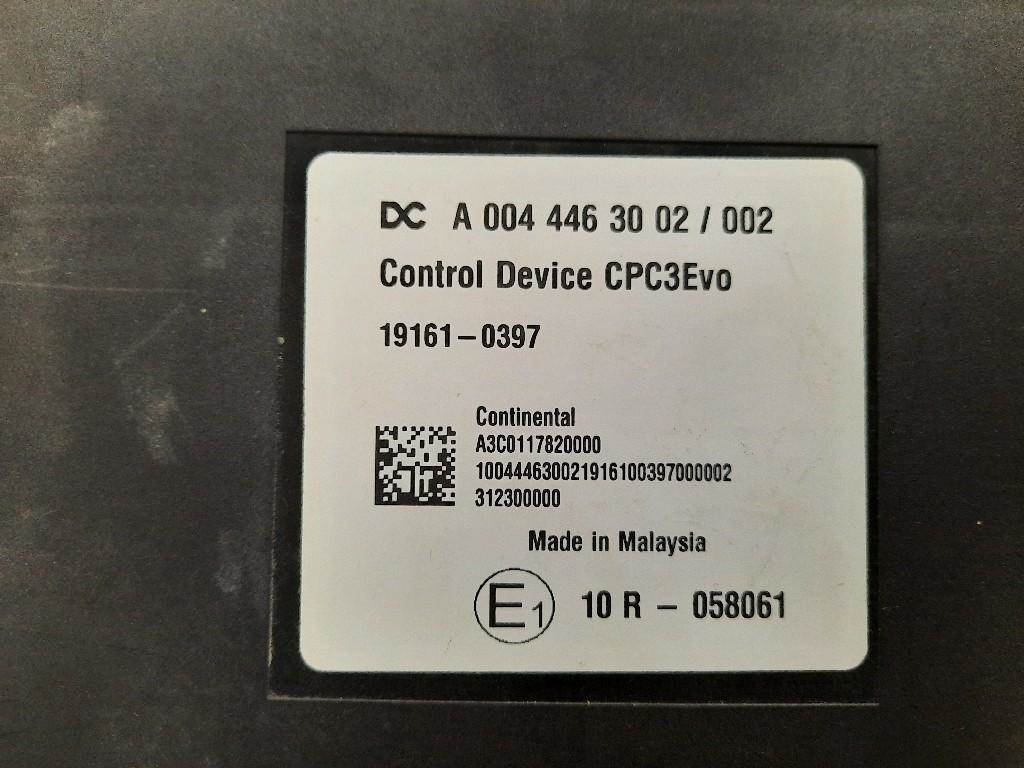 DC A 004 446 30 02 / 002
Control Device CPC3Evo
19161-0397
Continental
A3C0117820000
100444630021916100397000002
312300000
Made in Malaysia
E1 10 R - 058061